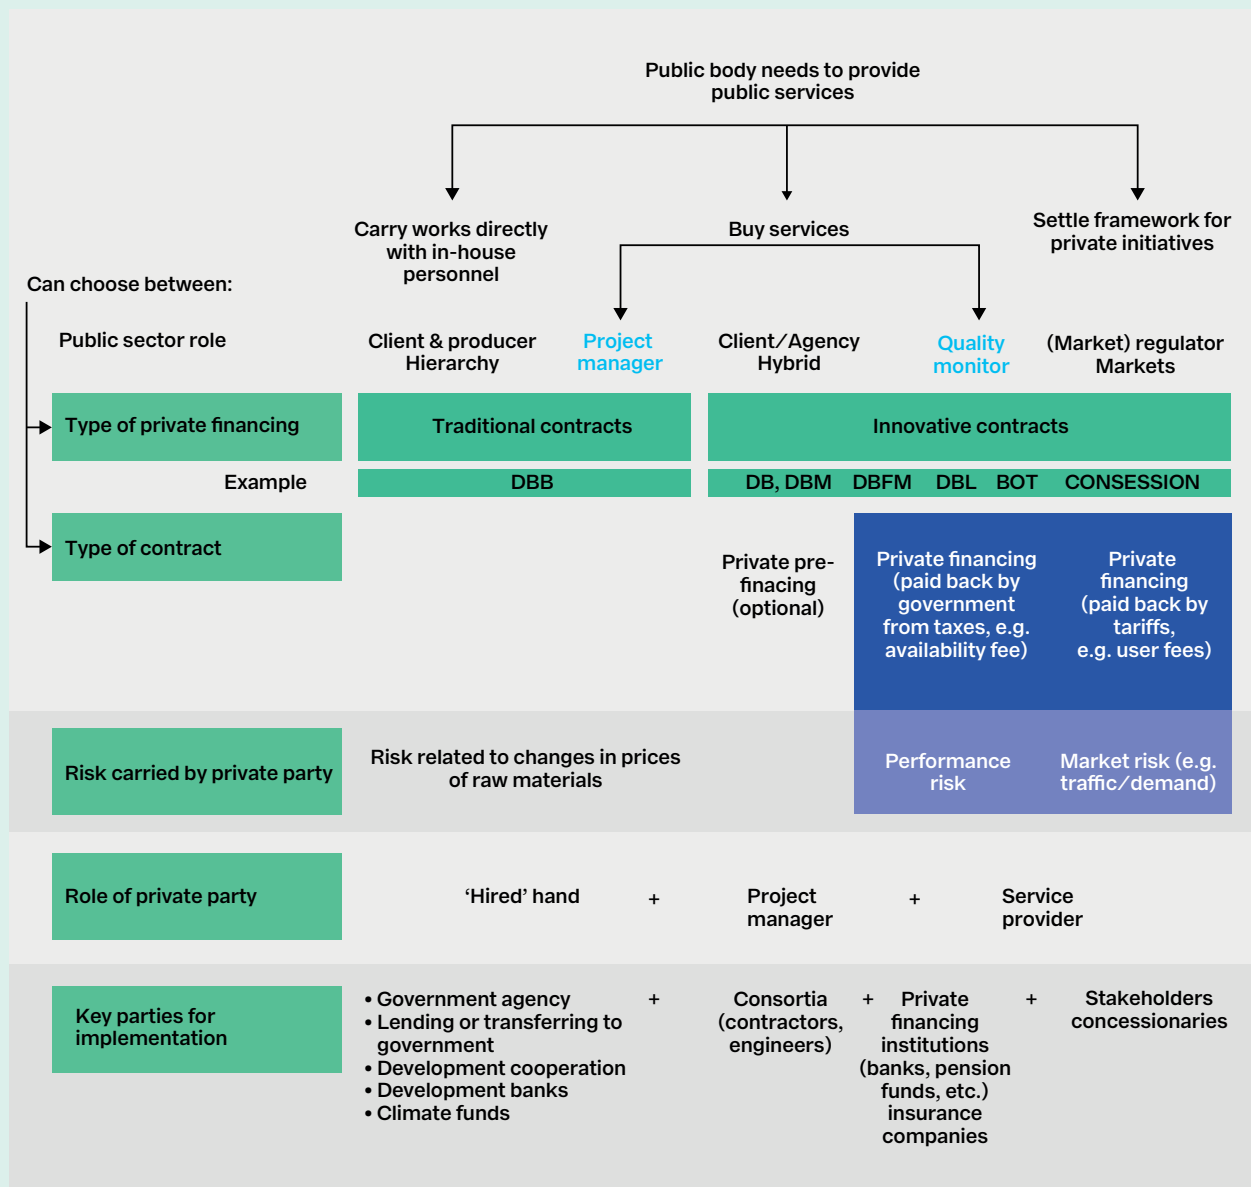 Public body needs to provide
public services
Carry works directly
with in-house
personnel
Buy services
Settle framework for
private initiatives
Can choose between:
Public sector role
Client & producer
Hierarchy
Project
manager
Client/Agency
Hybrid
Quality
monitor
(Market) regulator
Markets
Type of private financing
Traditional contracts
Innovative contracts
Example
DBB
DB, DBM
DBFM
DBL
BOT
CONSESSION
Type of contract
Private pre-
finacing
(optional)
Private financing
(paid back by
government
from taxes, e.g.
availability fee)
Private
financing
(paid back by
tariffs,
e.g. user fees)
Risk carried by private party
Risk related to changes in prices
of raw materials
Performance
risk
Market risk (e.g.
traffic/demand)
Role of private party
‘Hired’ hand
+
Project
manager
+
Service
provider
Key parties for
implementation
• Government agency
• Lending or transferring to
government
• Development cooperation
• Development banks
• Climate funds
+
Consortia
(contractors,
engineers)
+
Private
financing
institutions
(banks, pension
funds, etc.)
insurance
companies
+
Stakeholders
concessionaries